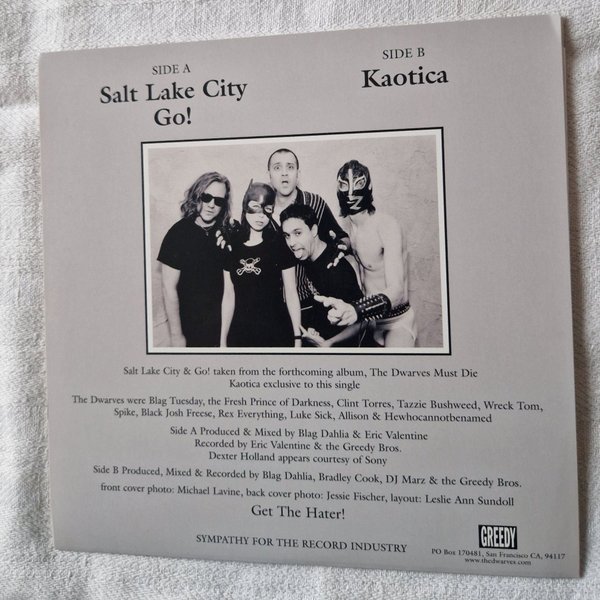 SIDE A
Salt Lake City
Go!
SIDE B
Kaotica
Salt Lake City & Go! taken from the forthcoming album, The Dwarves Must Die
Kaotica exclusive to this single
The Dwarves were Blag Tuesday, the Fresh Prince of Darkness, Clint Torres, Tazzie Bushweed, Wreck Tom,
Spike, Black Josh Freese, Rex Everything, Luke Sick, Allison & Hewhocannotbenamed
Side A Produced & Mixed by Blag Dahlia & Eric Valentine
Recorded by Eric Valentine & the Greedy Bros.
Dexter Holland appears courtesy of Sony
Side B Produced, Mixed & Recorded by Blag Dahlia, Bradley Cook, DJ Marz & the Greedy Bros.
front cover photo: Michael Lavine, back cover photo: Jessie Fischer, layout: Leslie Ann Sundoll
Get The Hater!
SYMPATHY FOR THE RECORD INDUSTRY
GREEDY
PO Box 170481, San Francisco CA, 94117
www.thedwarves.com